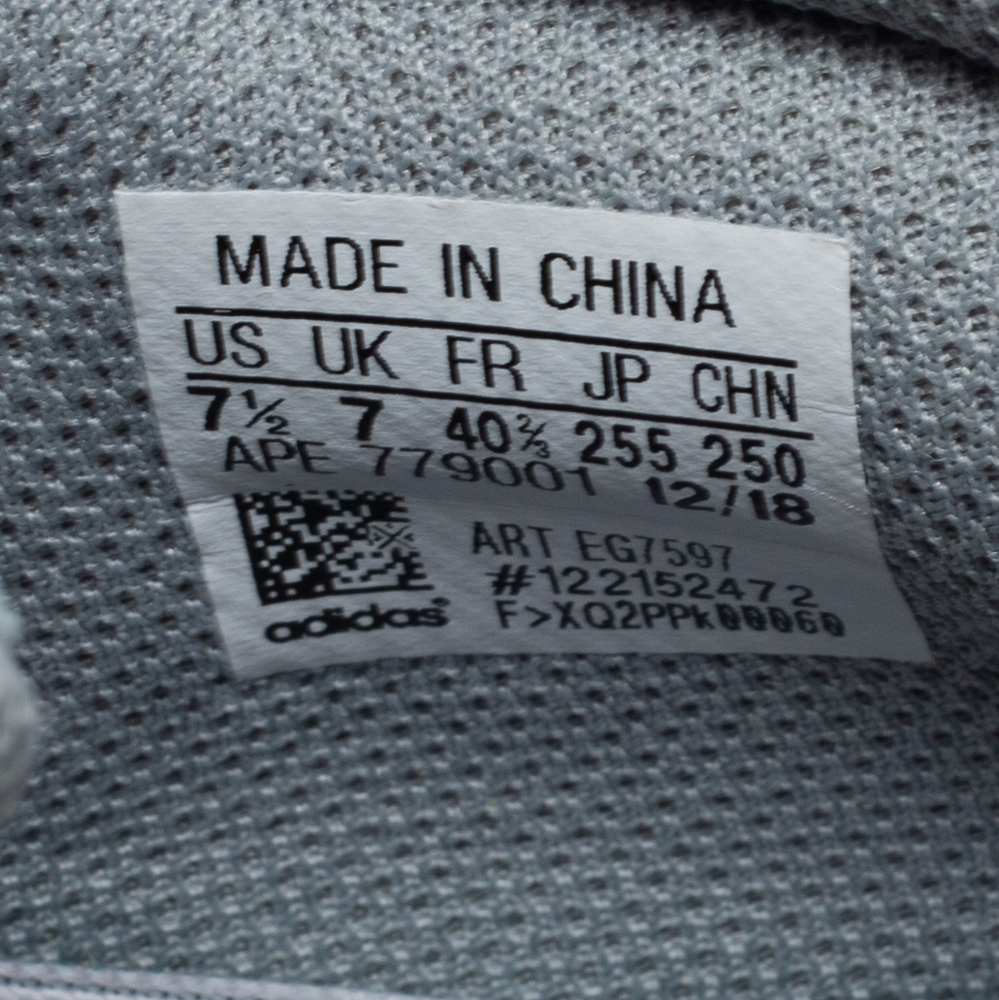 MADE IN CHINA
US UK FR JP CHN
7½ 7 40⅔ 255 250
APE 779001 12/18
ART EG7597
#122152472
adidas F>XQ2PPk00060